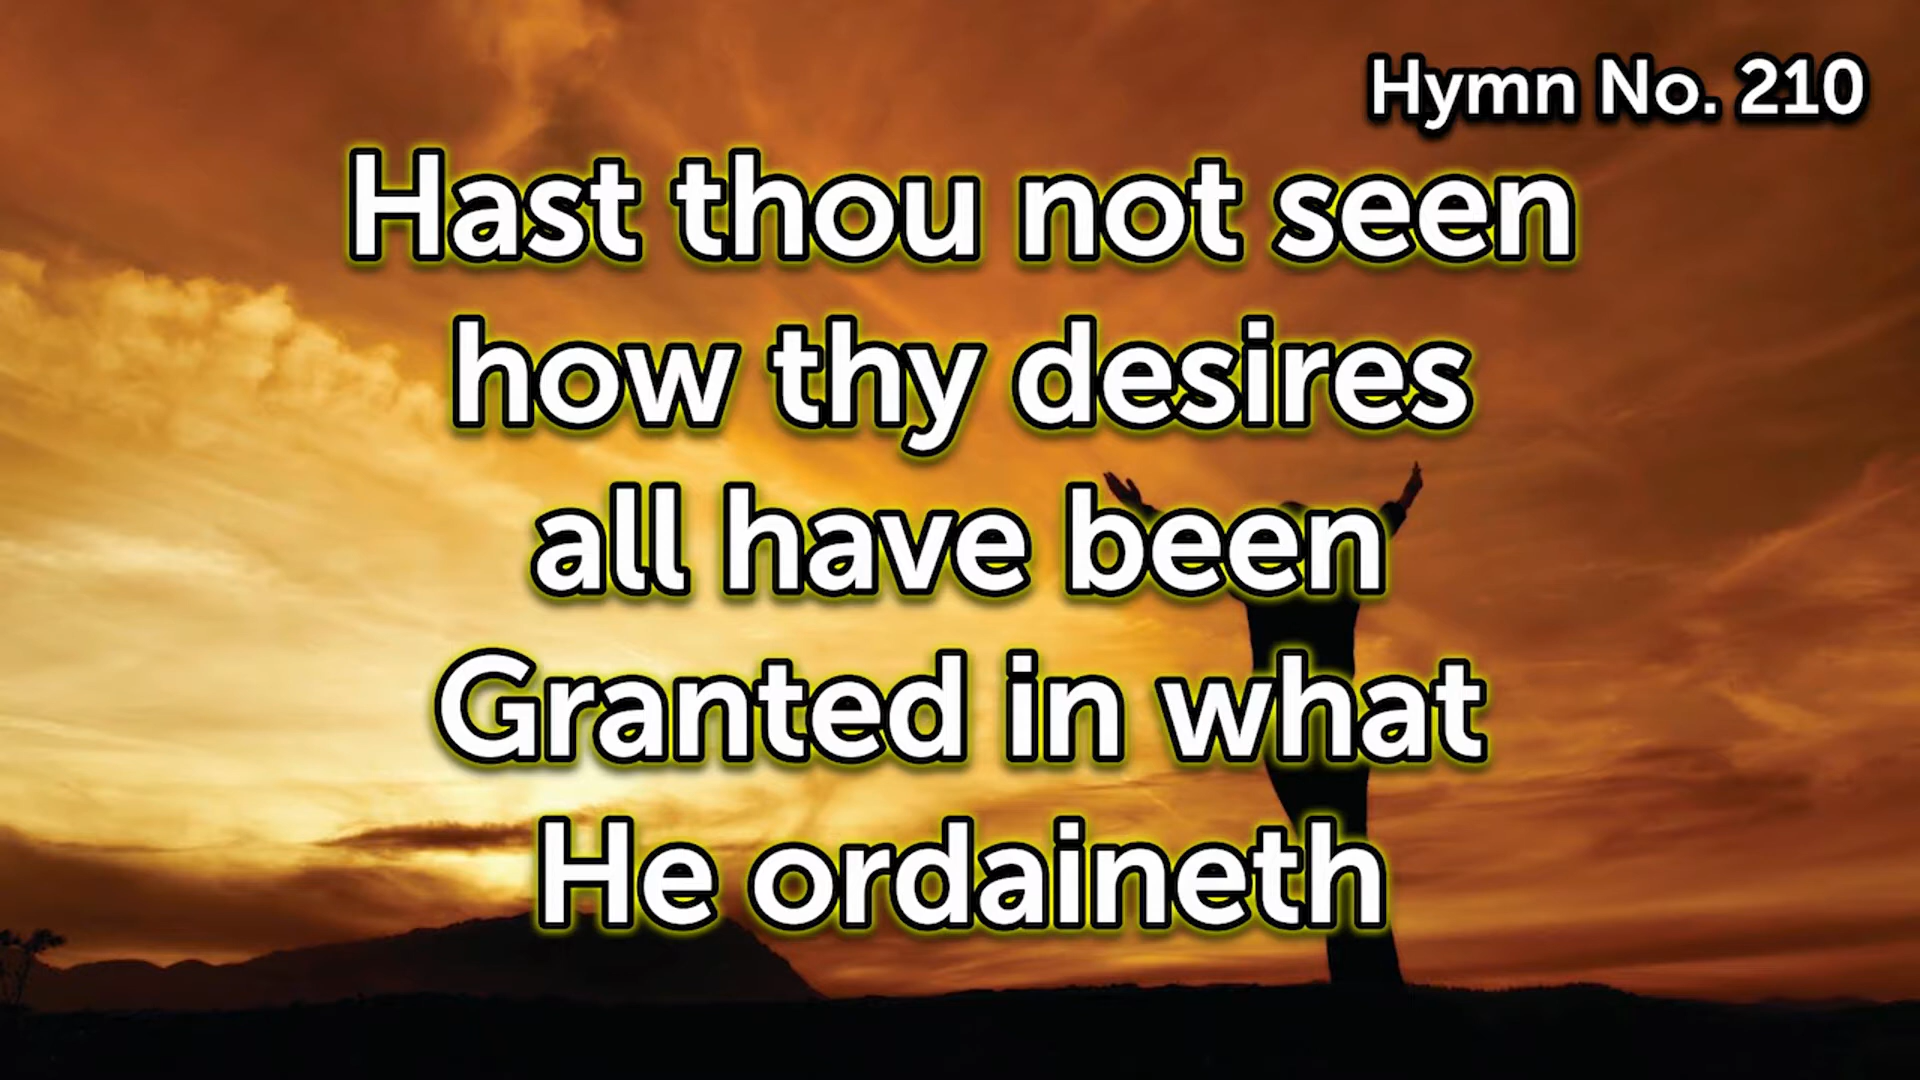 Hymn No. 210
Hast thou not seen
how thy desires
all have been
Granted in what
He ordaineth